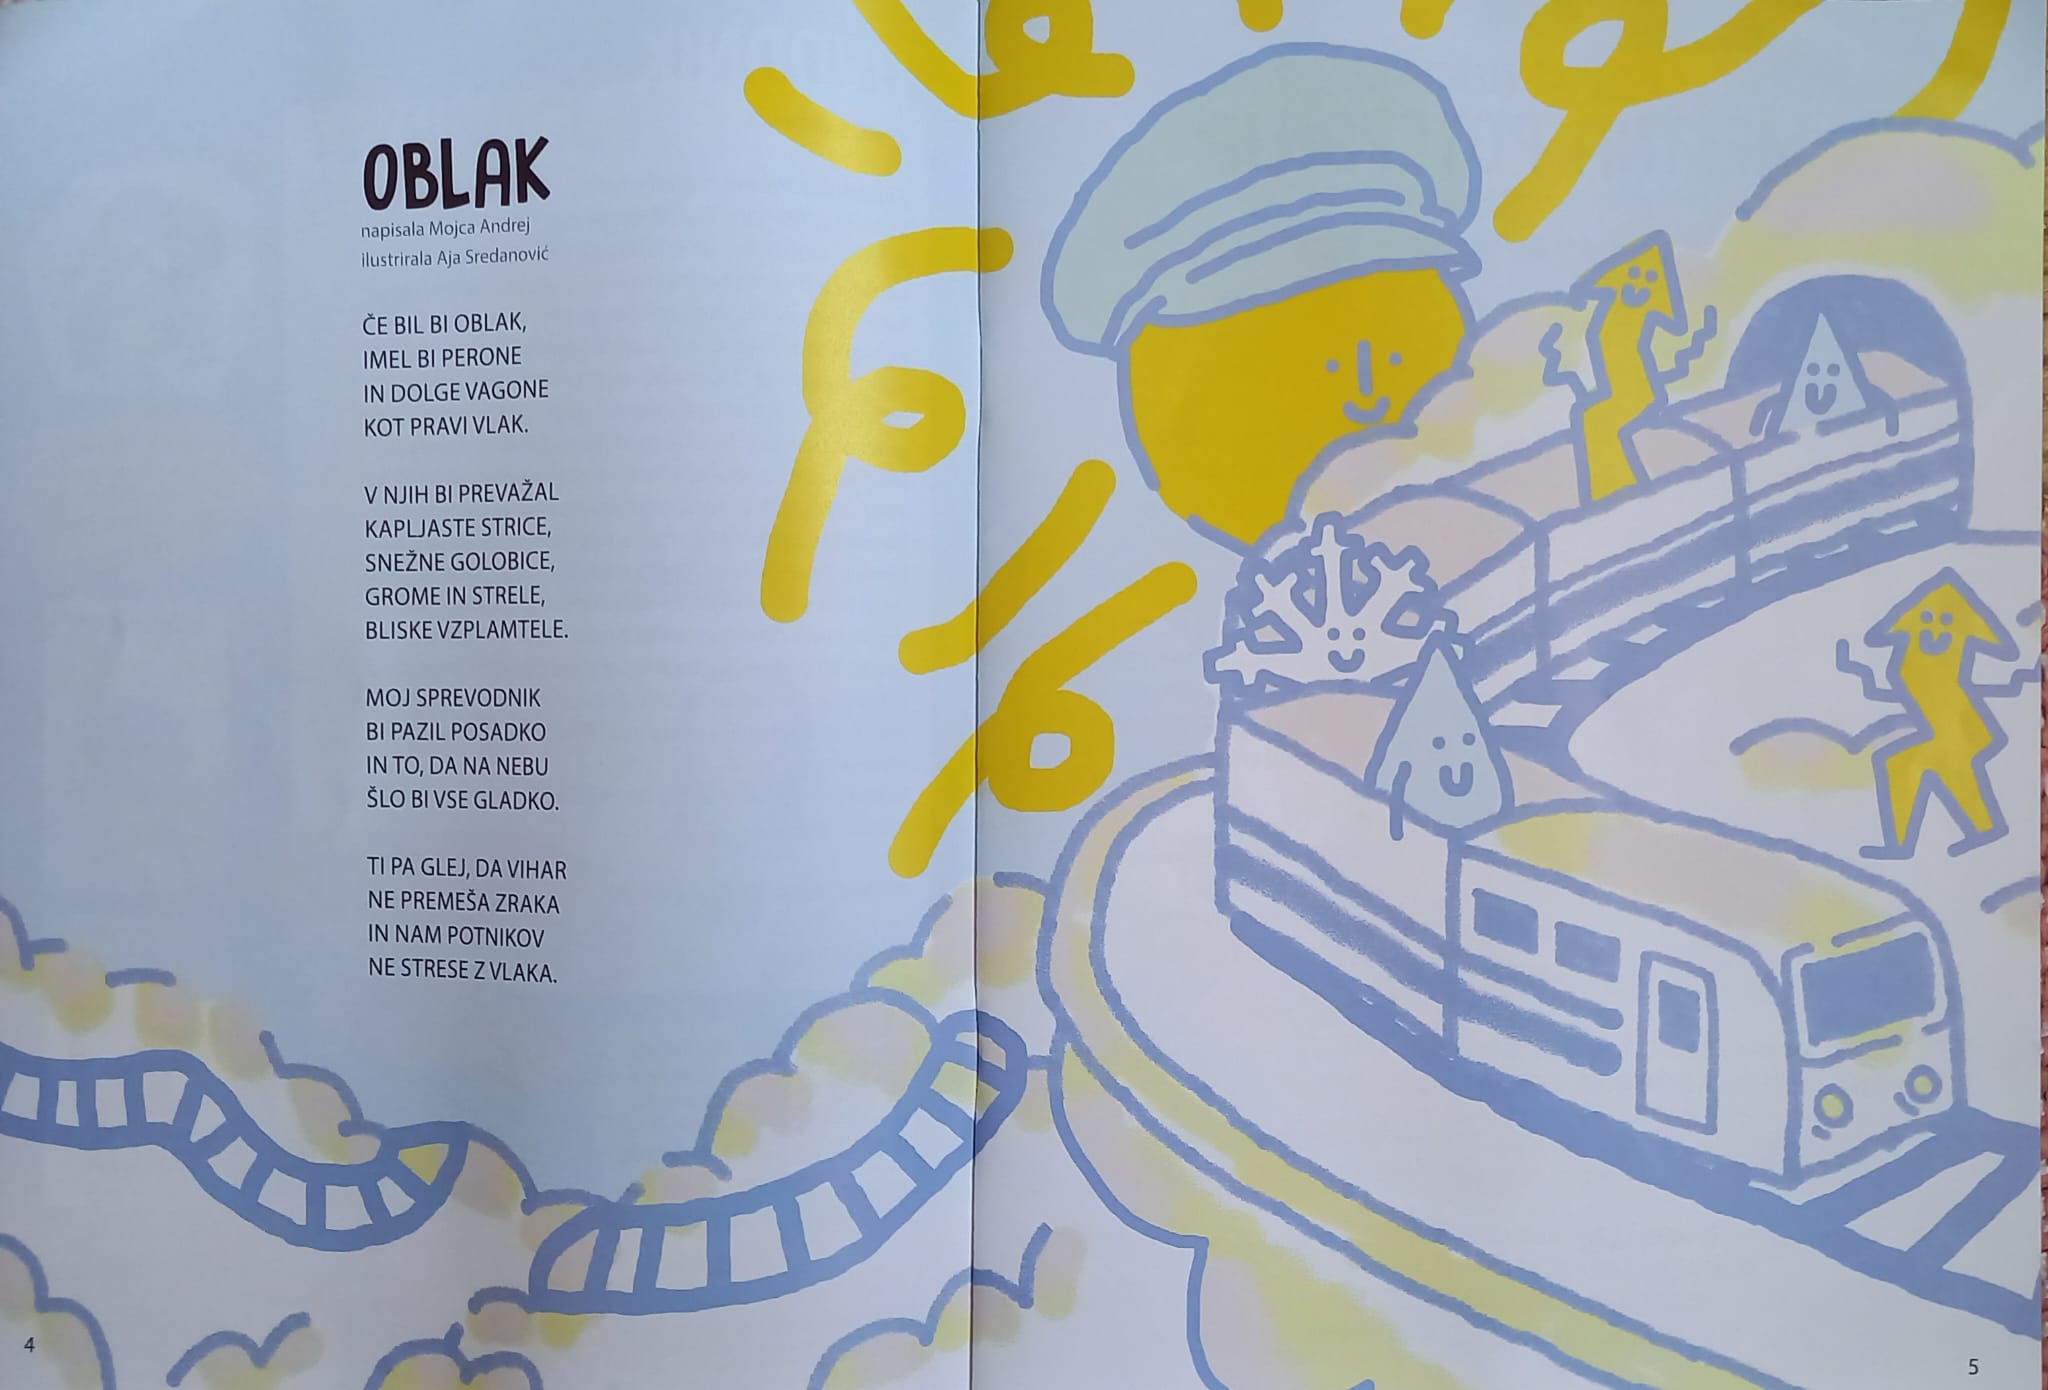 OBLAK
napisala Mojca Andrej
ilustrirala Aja Sredanović
ČE BIL BI OBLAK,
IMEL BI PERONE
IN DOLGE VAGONE
KOT PRAVI VLAK.
V NJIH BI PREVAŽAL
KAPLJASTE STRICE,
SNEŽNE GOLOBICE,
GROME IN STRELE,
BLISKE VZPLAMTELE.
MOJ SPREVODNIK
BI PAZIL POSADKO
IN TO, DA NA NEBU
ŠLO BI VSE GLADKO.
TI PA GLEJ, DA VIHAR
NE PREMEŠA ZRAKA
IN NAM POTNIKOV
NE STRESE Z VLAKA.
4
5